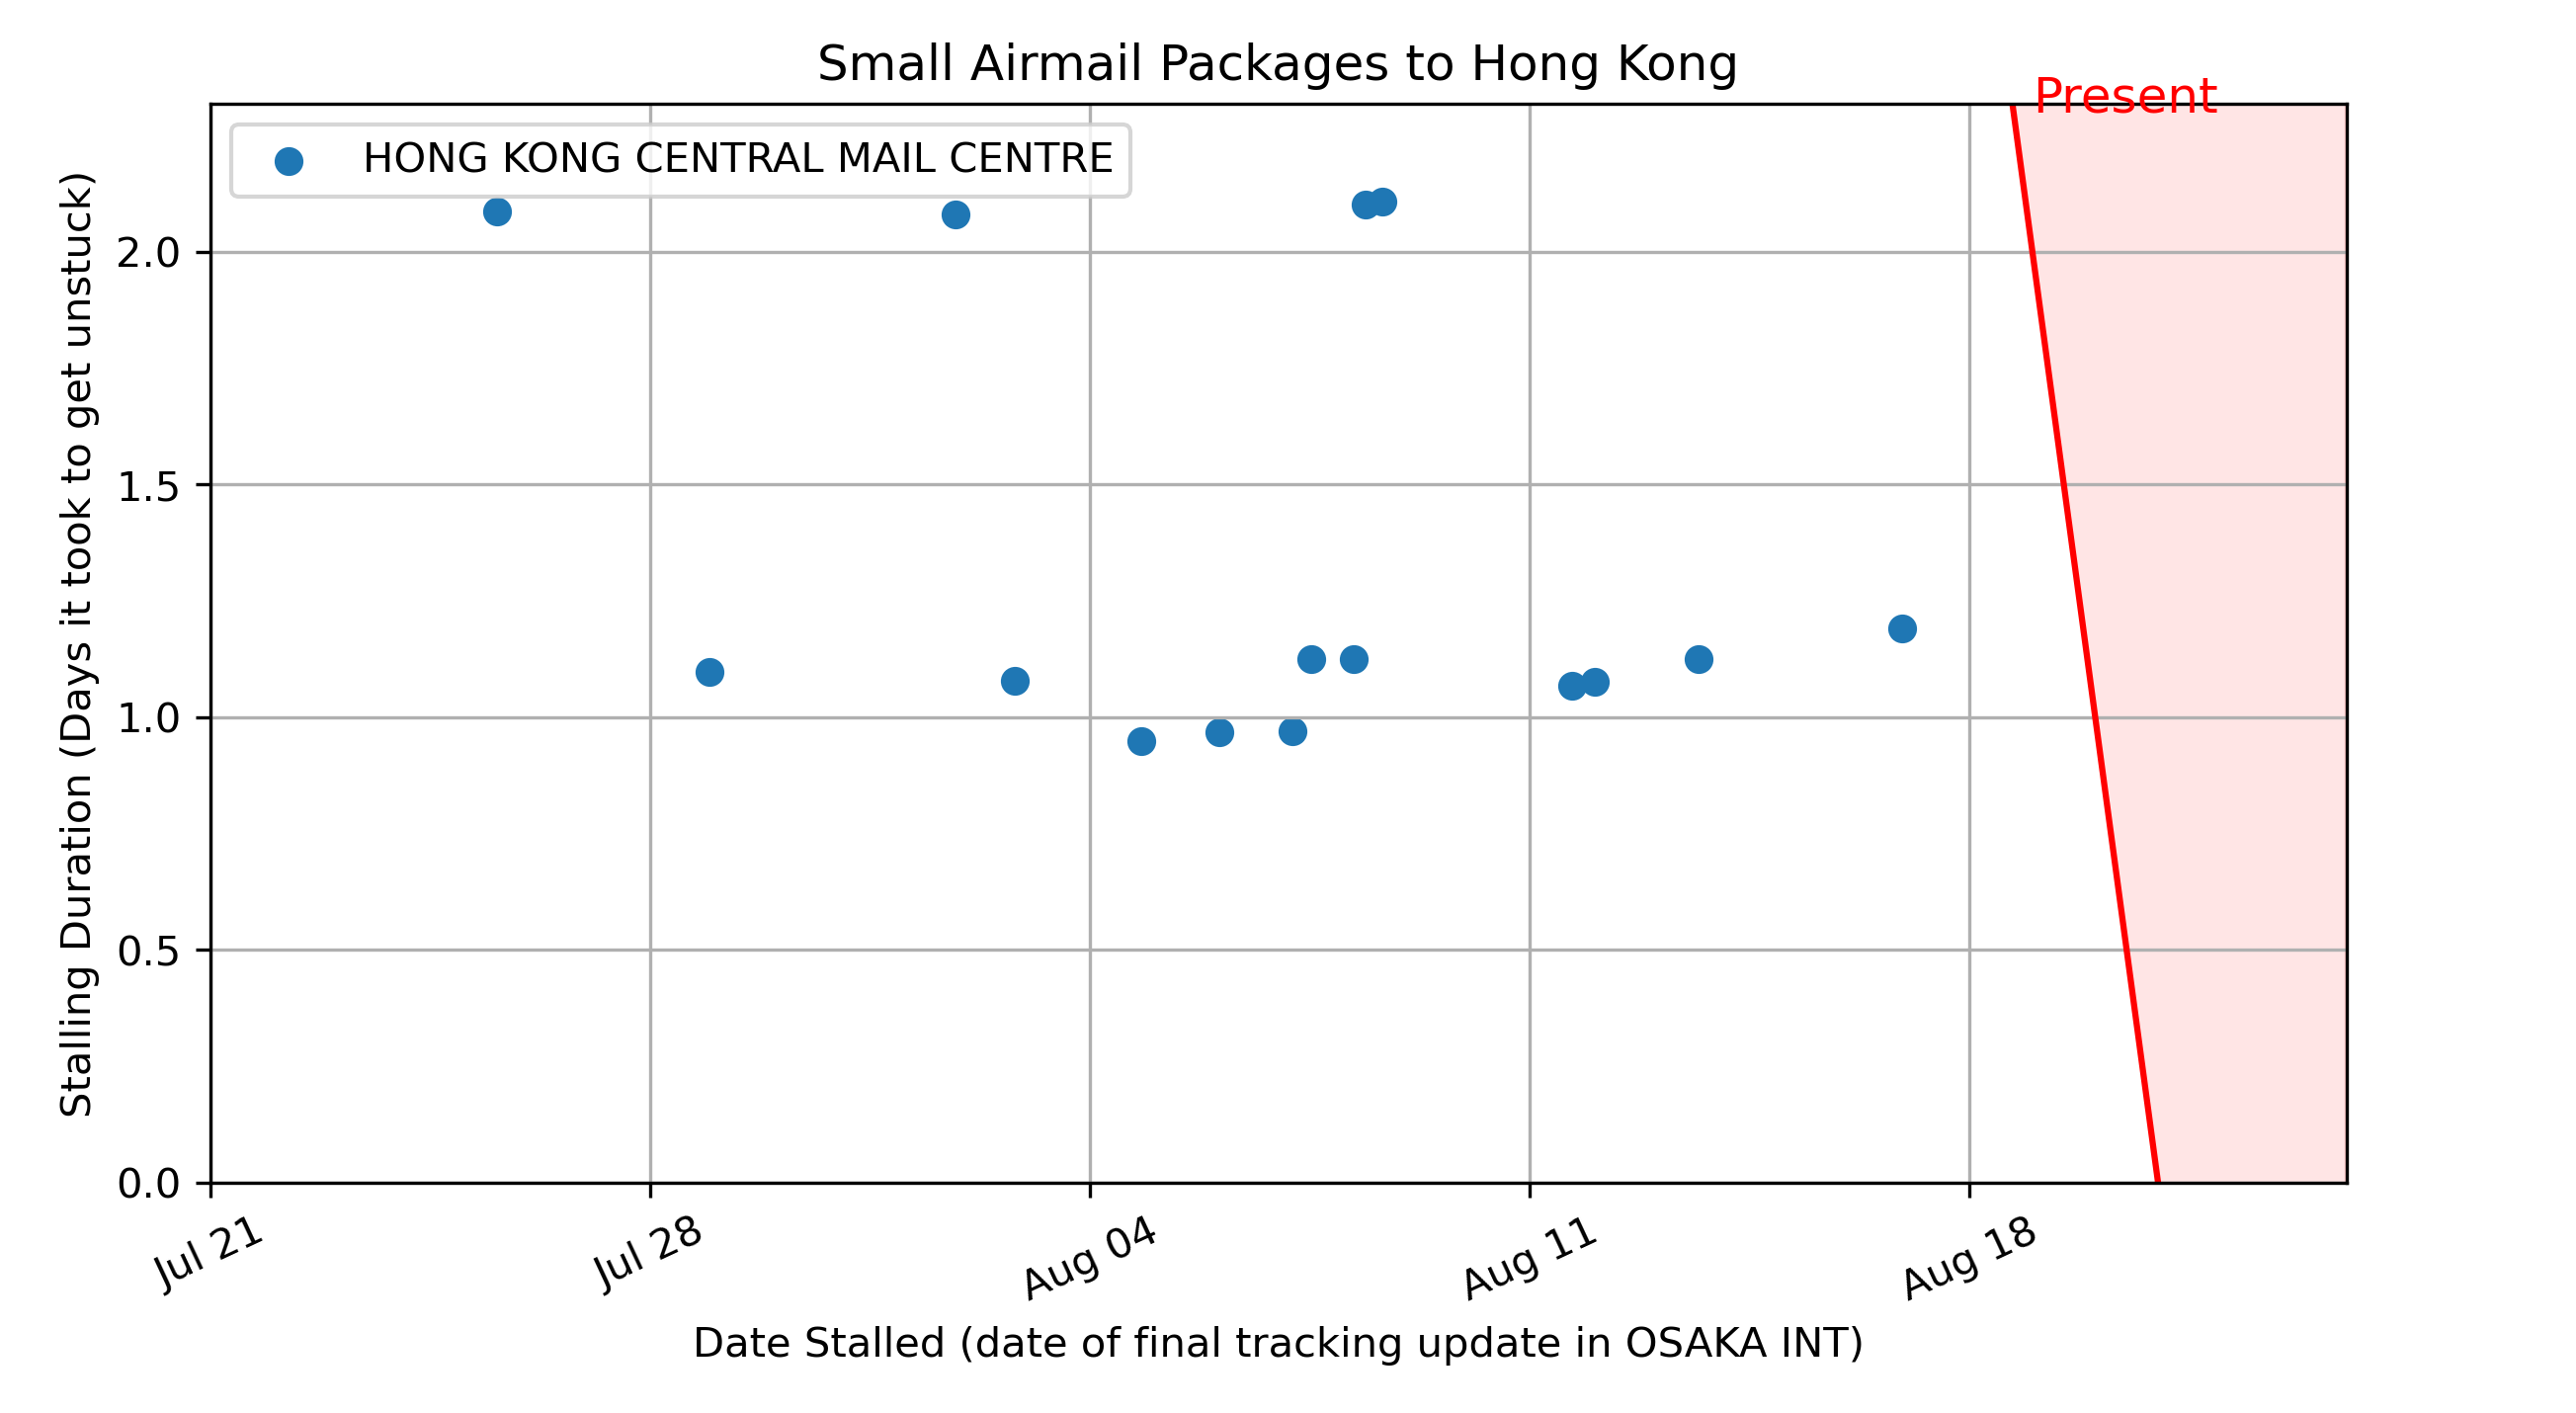 Small Airmail Packages to Hong Kong
Present
HONG KONG CENTRAL MAIL CENTRE
Stalling Duration (Days it took to get unstuck)
2.0
1.5
1.0
0.5
0.0
Jul 21
Jul 28
Aug 04
Aug 11
Aug 18
Date Stalled (date of final tracking update in OSAKA INT)